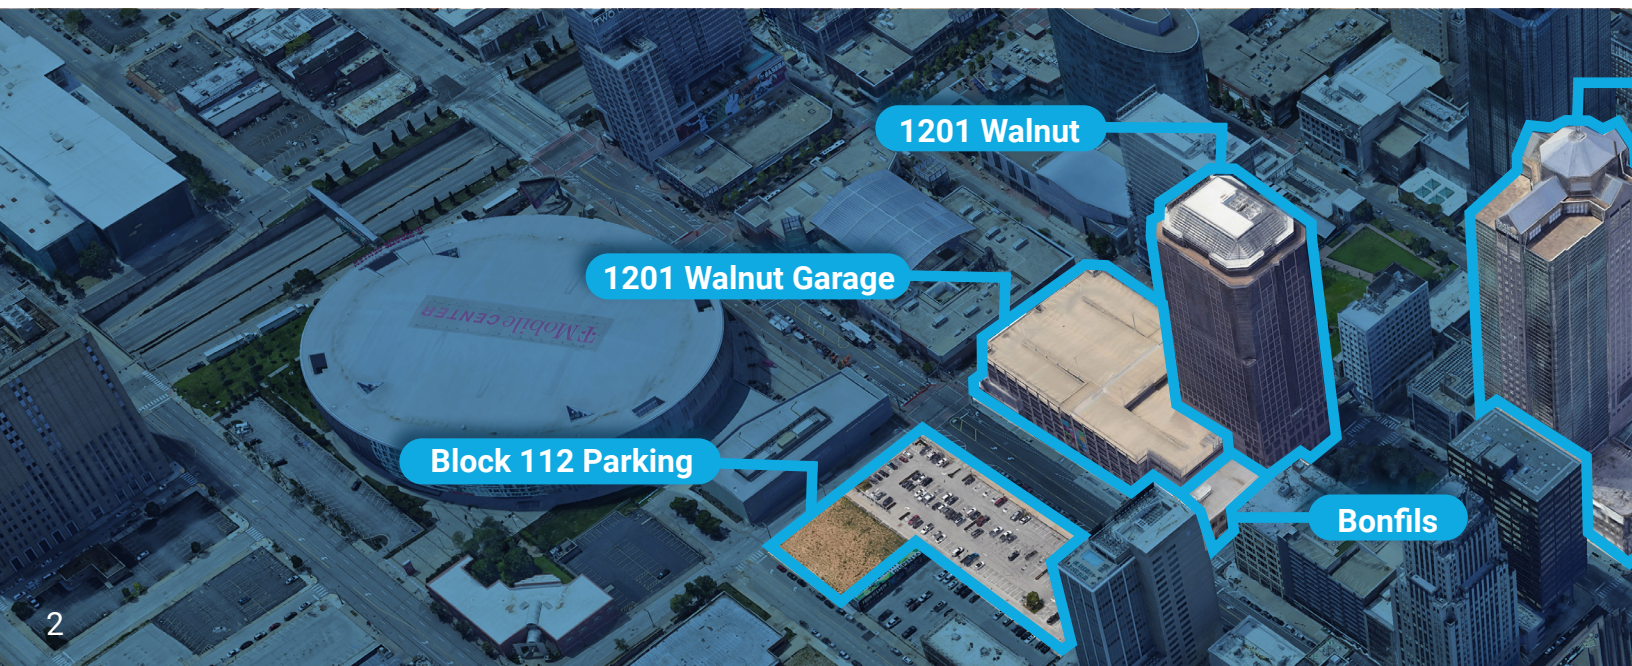 1201 Walnut
1201 Walnut Garage
T Mobile CENTER
Block 112 Parking
Bonfils
2